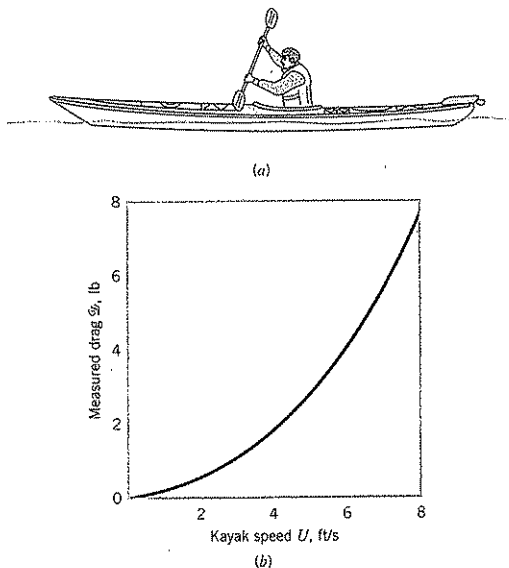 (a)
8
6
4
2
0
Measured drag 𝒟, lb
2
4
6
8
Kayak speed U, ft/s
(b)